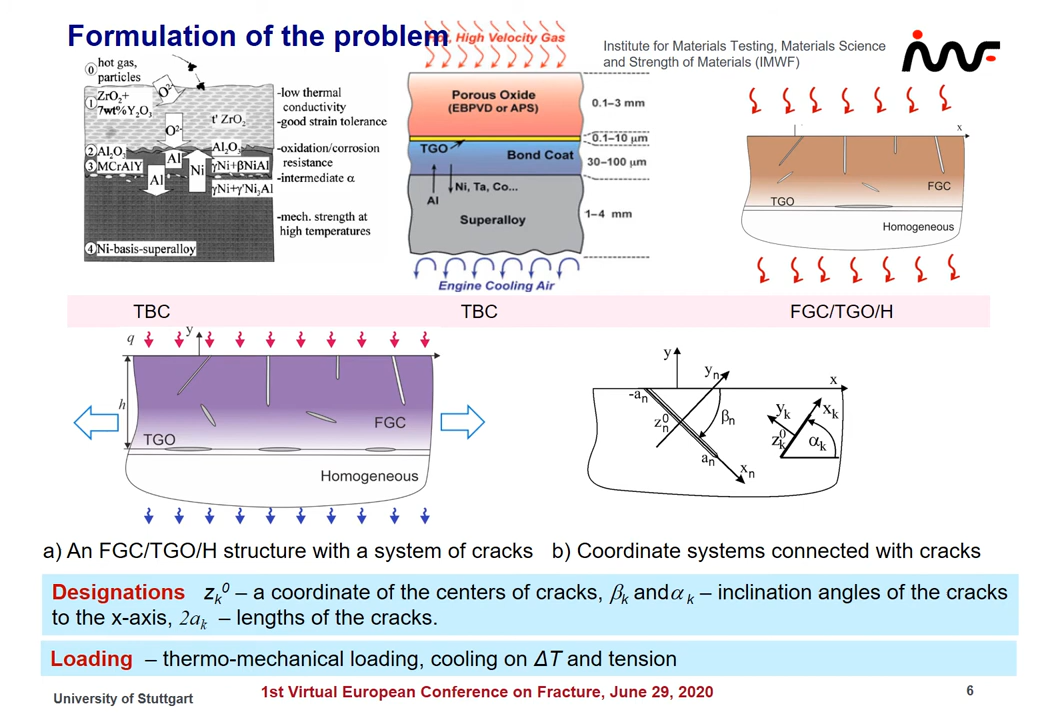 Formulation of the problem
Hot, High Velocity Gas
Institute for Materials Testing, Materials Science
and Strength of Materials (IMWF)
0 hot gas,
particles
O²⁻
1 ZrO₂+
7wt%Y₂O₃
t' ZrO₂
O²⁻
2 Al₂O₃
Al₂O₃
3 MCrAlY
Al
Ni
γNi+βNiAl
Al
γNi+γ'Ni₃Al
4 Ni-basis-superalloy
-low thermal
conductivity
-good strain tolerance
-oxidation/corrosion
resistance
-intermediate α
-mech. strength at
high temperatures
Porous Oxide
(EBPVD or APS)
0.1–3 mm
TGO
0.1–10 μm
Bond Coat
30–100 μm
Ni, Ta, Co...
Al
Superalloy
1–4 mm
Engine Cooling Air
x
FGC
TGO
Homogeneous
TBC
TBC
FGC/TGO/H
q
y
h
FGC
TGO
Homogeneous
y
yₙ
x
-aₙ
zₙ⁰
βₙ
aₙ
xₙ
yₖ
xₖ
zₖ⁰
αₖ
a) An FGC/TGO/H structure with a system of cracks
b) Coordinate systems connected with cracks
Designations zₖ⁰ – a coordinate of the centers of cracks, βₖ and αₖ – inclination angles of the cracks
to the x-axis, 2aₖ – lengths of the cracks.
Loading – thermo-mechanical loading, cooling on ΔT and tension
University of Stuttgart
1st Virtual European Conference on Fracture, June 29, 2020
6